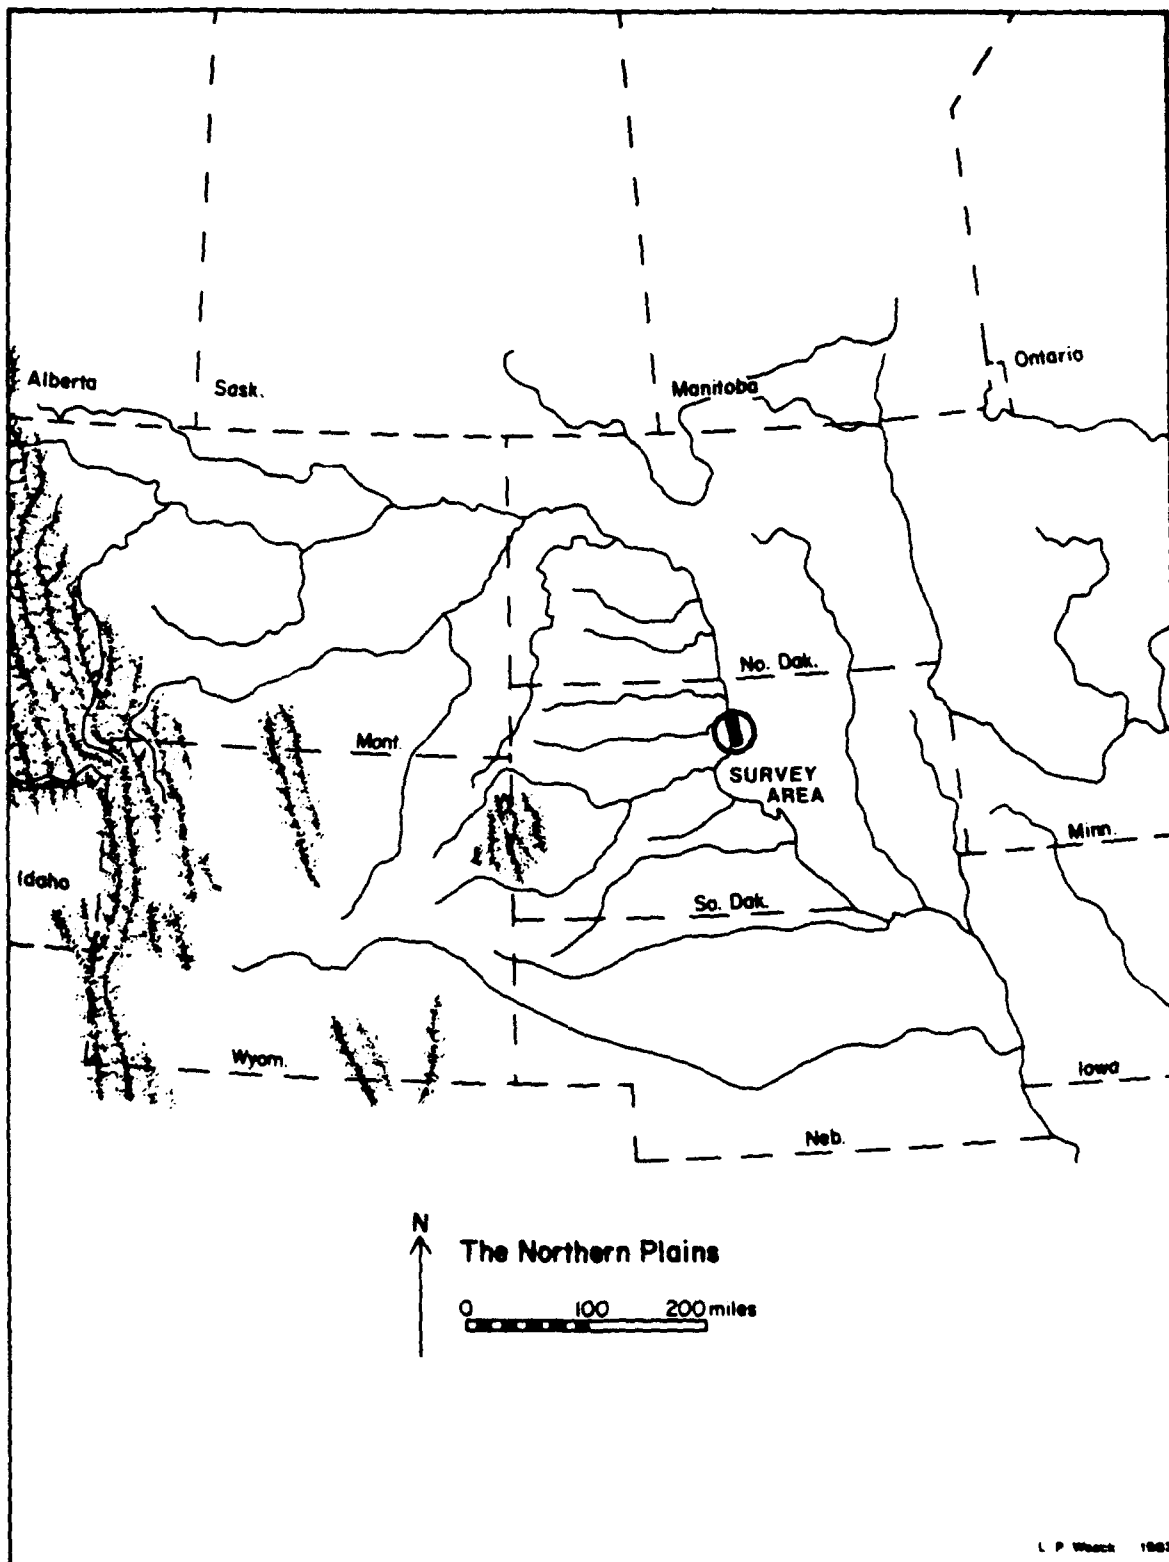 Alberta
Sask.
Manitoba
Ontario
No. Dak.
Mont.
SURVEY
AREA
Minn.
Idaho
So. Dak.
Wyom.
Iowa
Neb.
N
The Northern Plains
0 100 200 miles
L P